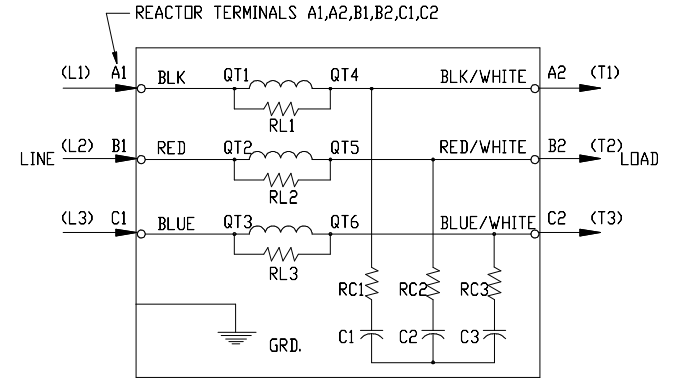 REACTOR TERMINALS A1,A2,B1,B2,C1,C2
(L1) A1 BLK QT1 QT4 BLK/WHITE A2 (T1)
RL1
(L2) B1 RED QT2 QT5 RED/WHITE B2 (T2)
LINE LOAD
RL2
(L3) C1 BLUE QT3 QT6 BLUE/WHITE C2 (T3)
RL3
RC1 RC2 RC3
C1 C2 C3
GRD.